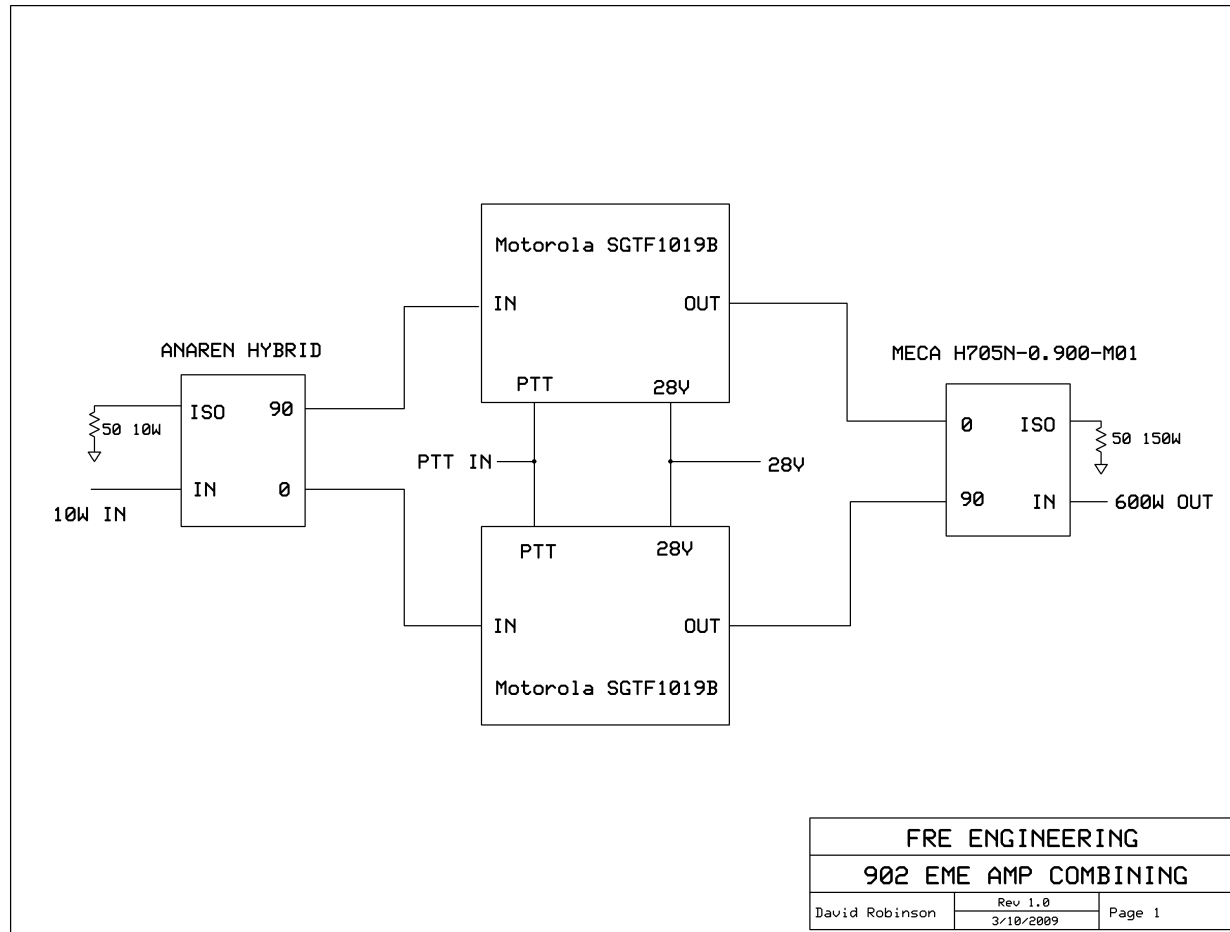 Motorola SGTF1019B
IN
OUT
PTT
28V
ANAREN HYBRID
ISO
90
50 10W
IN
0
10W IN
PTT IN
28V
MECA H705N-0.900-M01
0
ISO
50 150W
90
IN
600W OUT
PTT
28V
IN
OUT
Motorola SGTF1019B
FRE ENGINEERING
902 EME AMP COMBINING
David Robinson
Rev 1.0
3/10/2009
Page 1